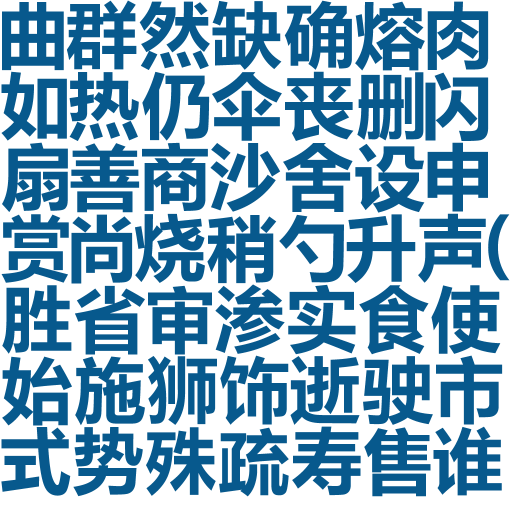 曲群然缺确熔肉
如热仍伞丧删闪
扇善商沙舍设申
赏尚烧稍勺升声(
胜省审渗实食使
始施狮饰逝驶市
式势殊疏寿售谁